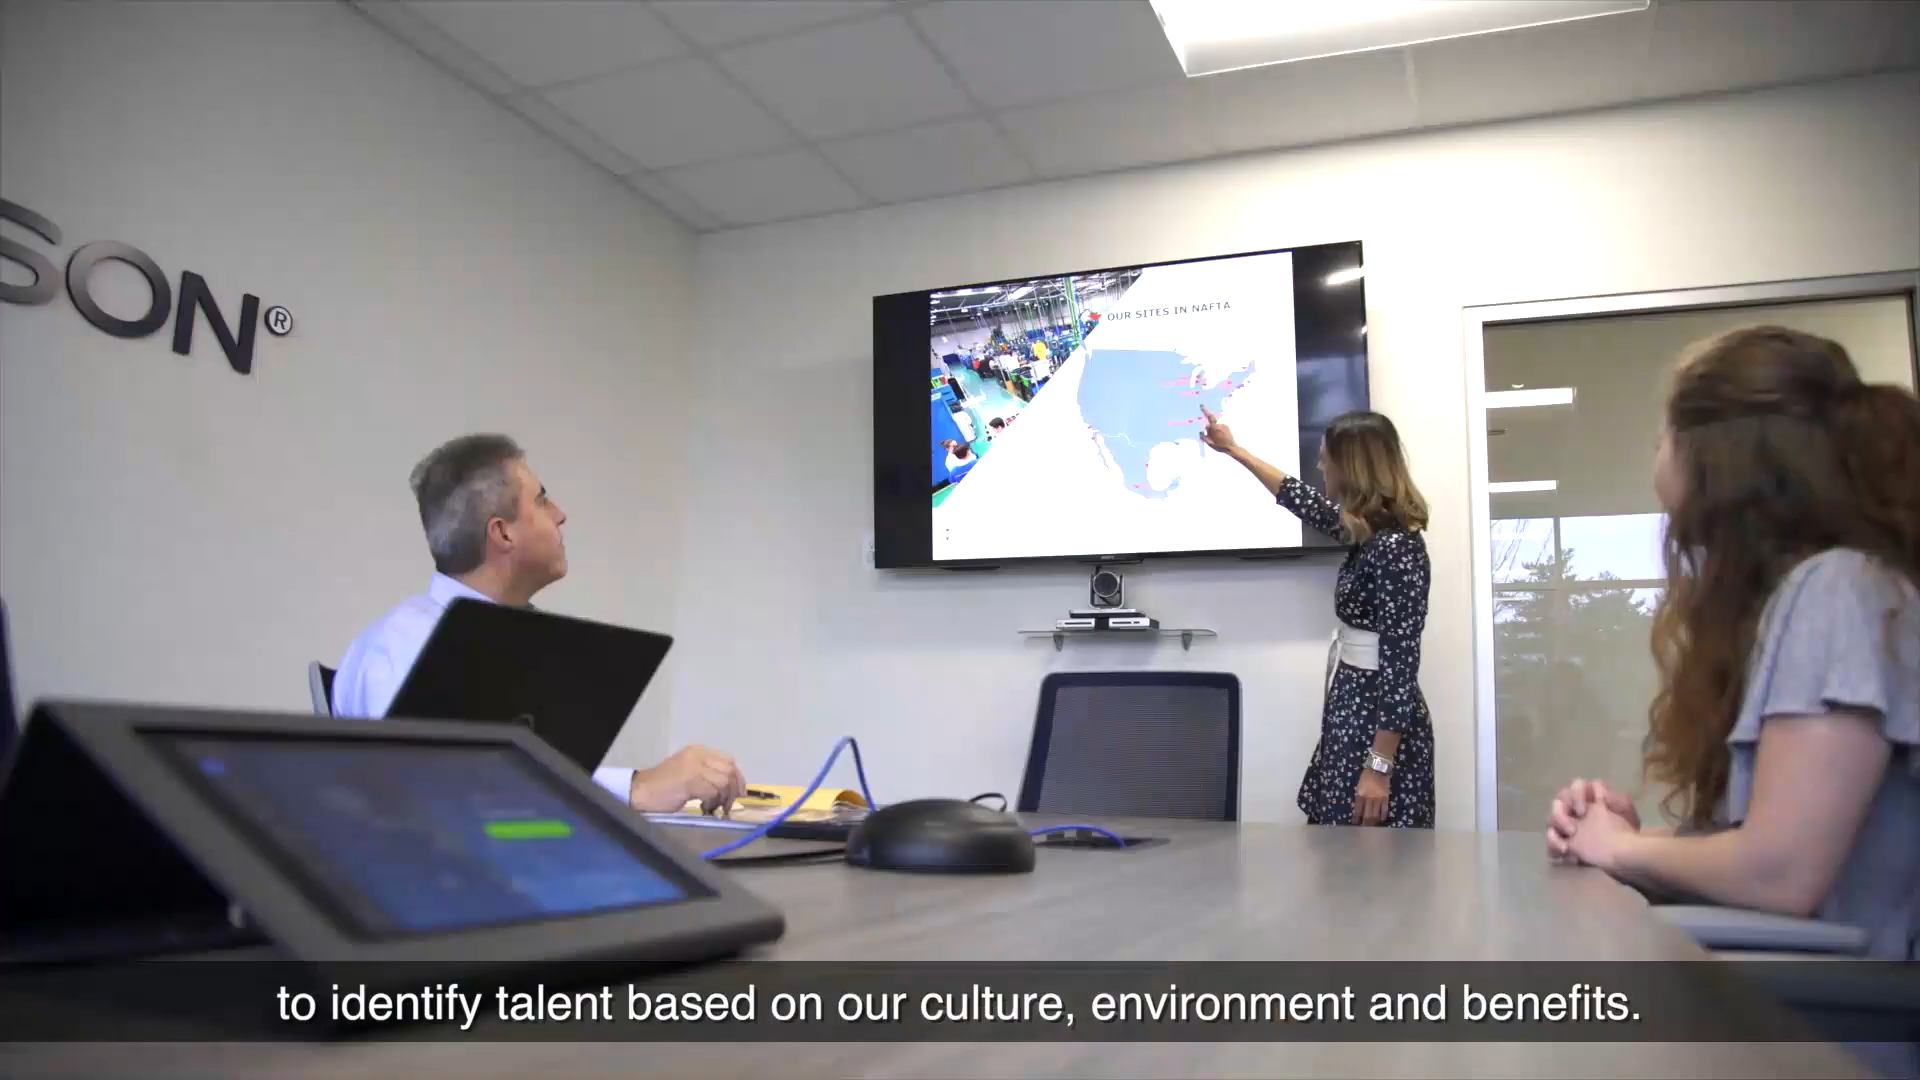 SON®
OUR SITES IN NAFTA
to identify talent based on our culture, environment and benefits.